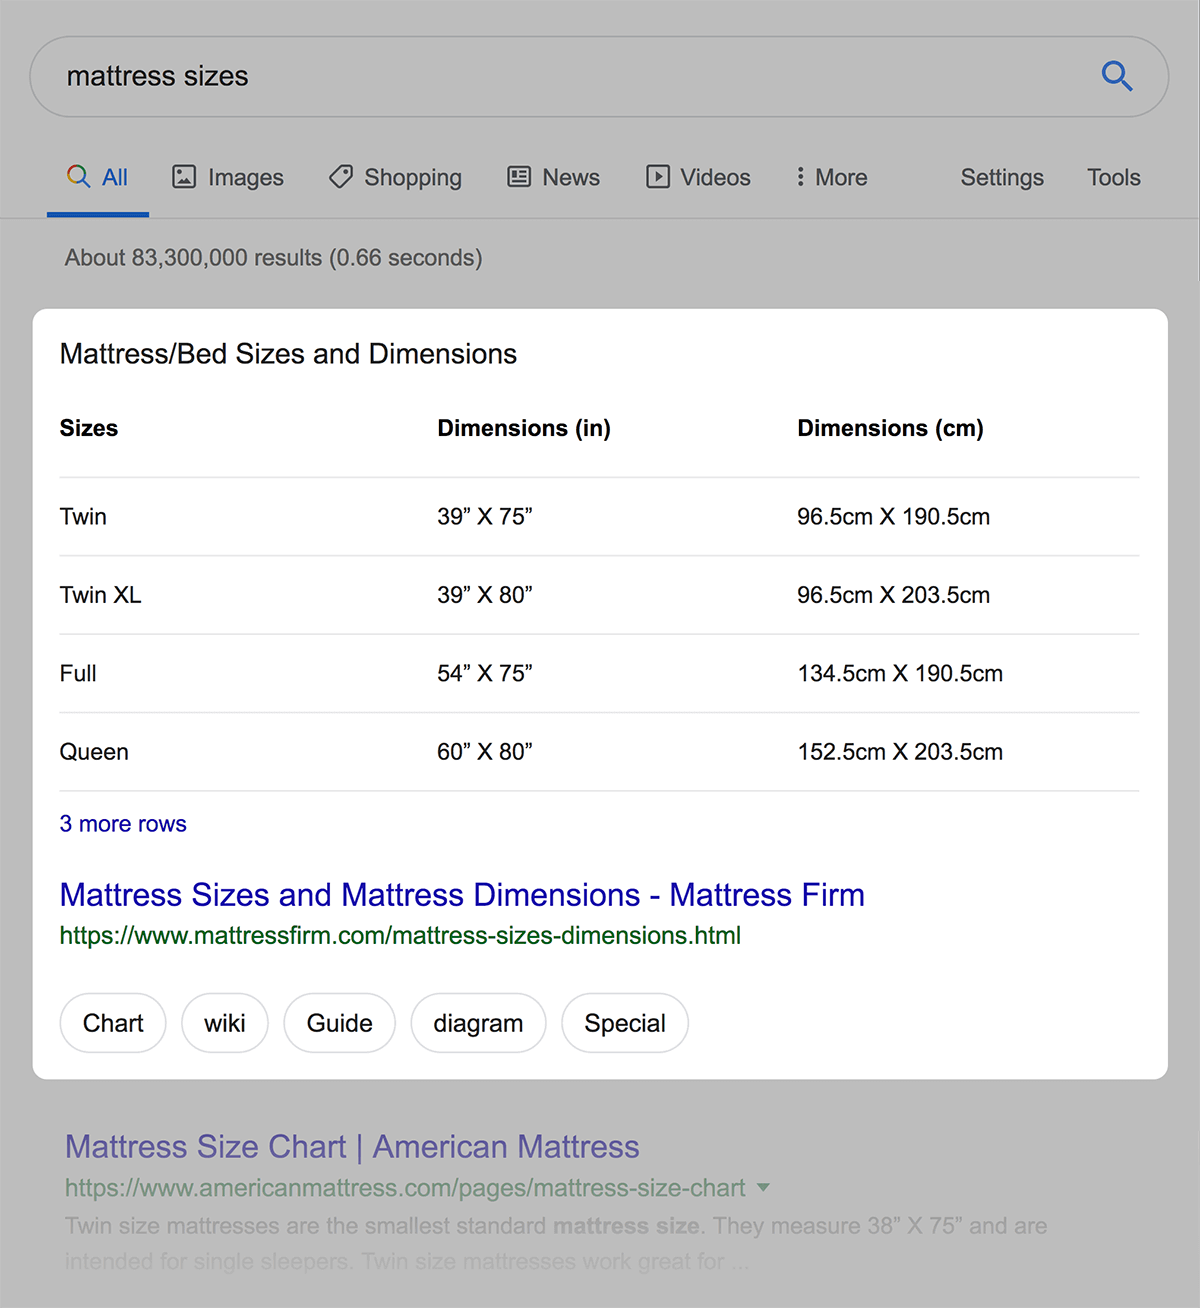 mattress sizes
All Images Shopping News Videos More Settings Tools
About 83,300,000 results (0.66 seconds)
Mattress/Bed Sizes and Dimensions
Sizes Dimensions (in) Dimensions (cm)
Twin 39” X 75” 96.5cm X 190.5cm
Twin XL 39” X 80” 96.5cm X 203.5cm
Full 54” X 75” 134.5cm X 190.5cm
Queen 60” X 80” 152.5cm X 203.5cm
3 more rows
Mattress Sizes and Mattress Dimensions - Mattress Firm
https://www.mattressfirm.com/mattress-sizes-dimensions.html
Chart wiki Guide diagram Special
Mattress Size Chart | American Mattress
https://www.americanmattress.com/pages/mattress-size-chart
Twin size mattresses are the smallest standard mattress size. They measure 38” X 75” and are
intended for single sleepers. Twin size mattresses work great for ...